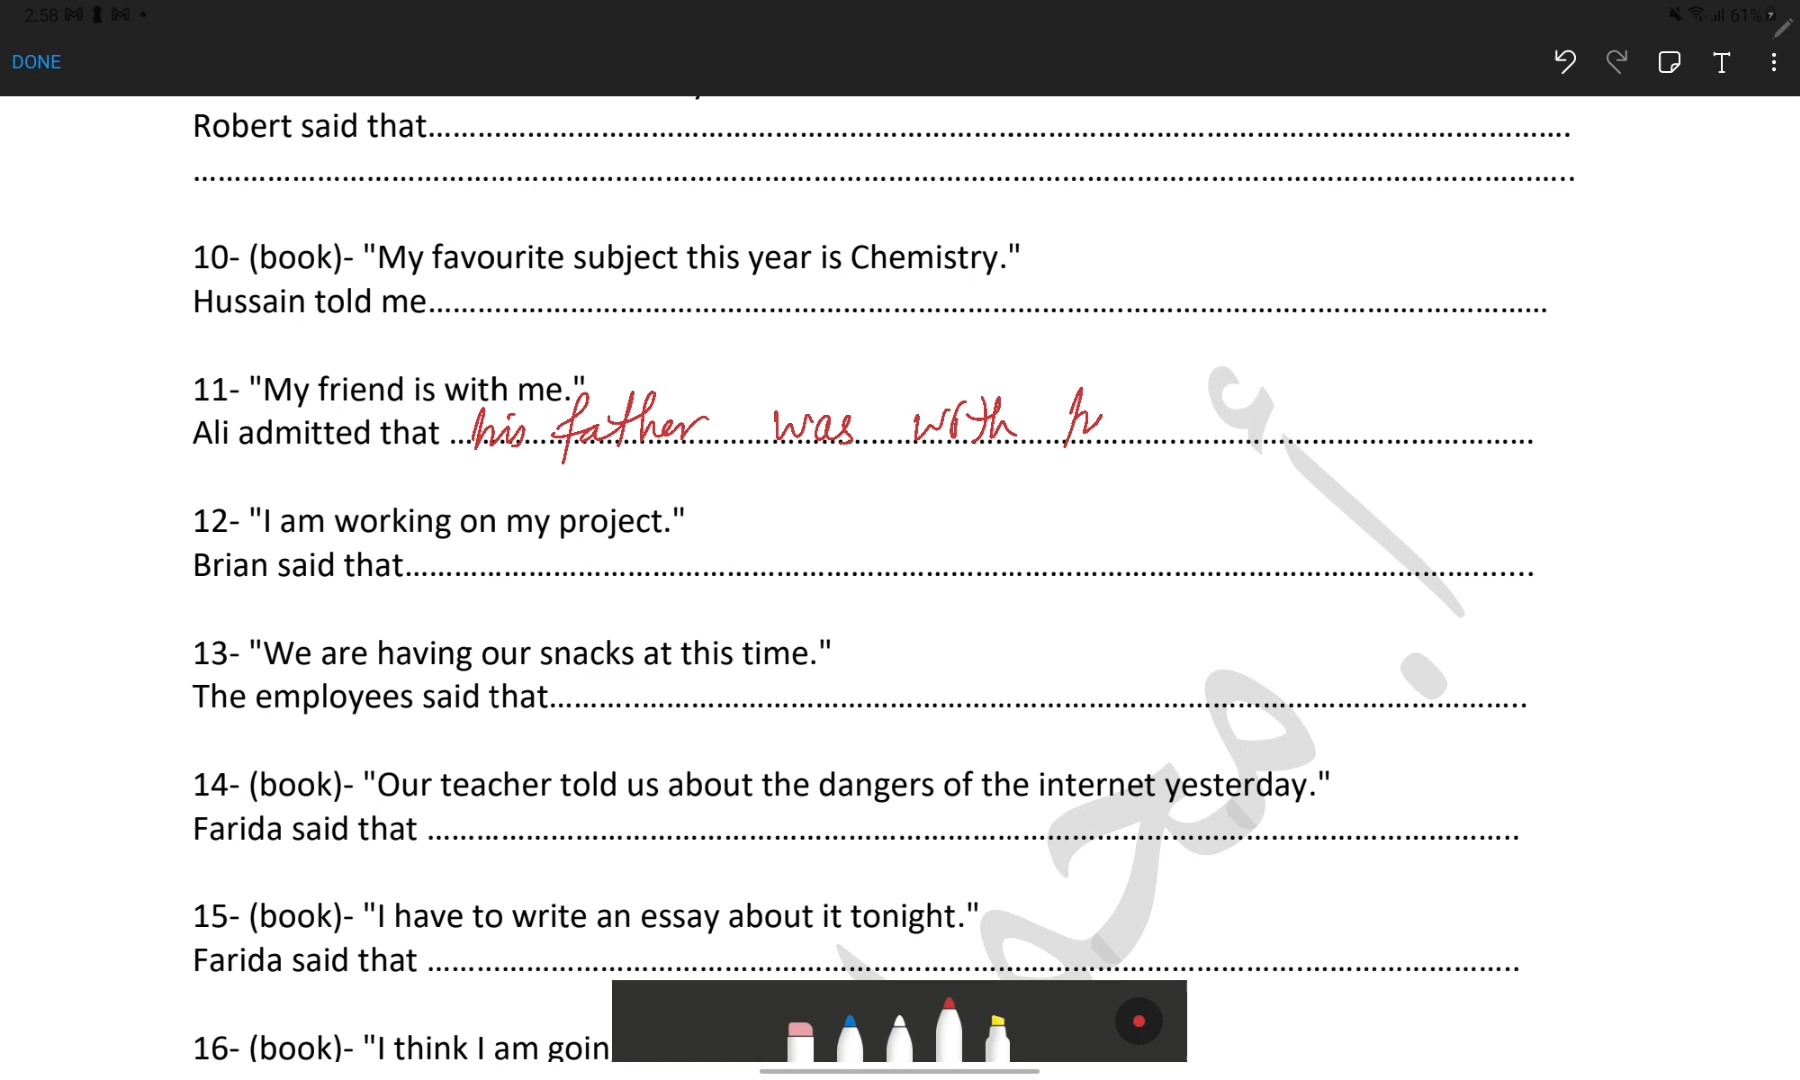 2:58
61%
DONE
T
Robert said that……………………………………………………………………………………………………………………
……………………………………………………………………………………………………………………………………………
10- (book)- "My favourite subject this year is Chemistry."
Hussain told me……………………………………………………………………………………………………………………
11- "My friend is with me."
Ali admitted that …his father was with h……………………………………
12- "I am working on my project."
Brian said that……………………………………………………………………………………………………………………
13- "We are having our snacks at this time."
The employees said that………………………………………………………………………………………………………
14- (book)- "Our teacher told us about the dangers of the internet yesterday."
Farida said that ……………………………………………………………………………………………………………
15- (book)- "I have to write an essay about it tonight."
Farida said that ……………………………………………………………………………………………………………
16- (book)- "I think I am goin